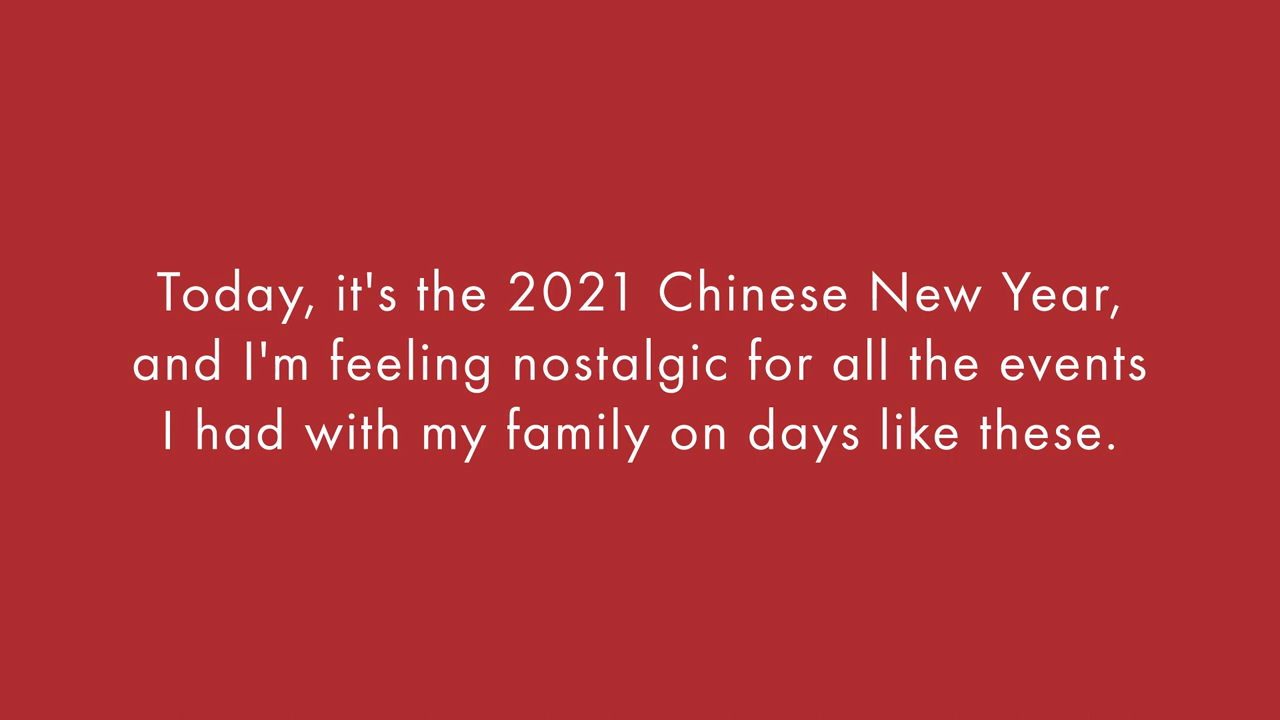 Today, it's the 2021 Chinese New Year,
and I'm feeling nostalgic for all the events
I had with my family on days like these.